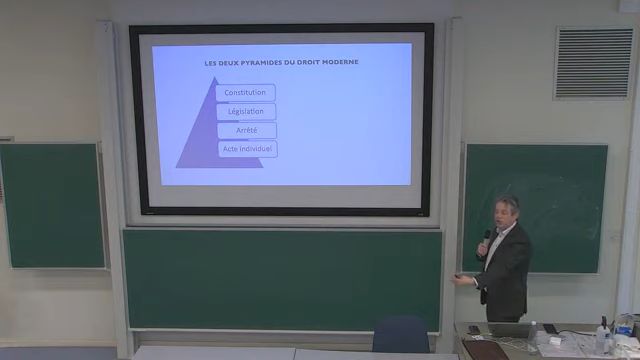 LES DEUX PYRAMIDES DU DROIT MODERNE
Constitution
Législation
Arrêté
Acte individuel